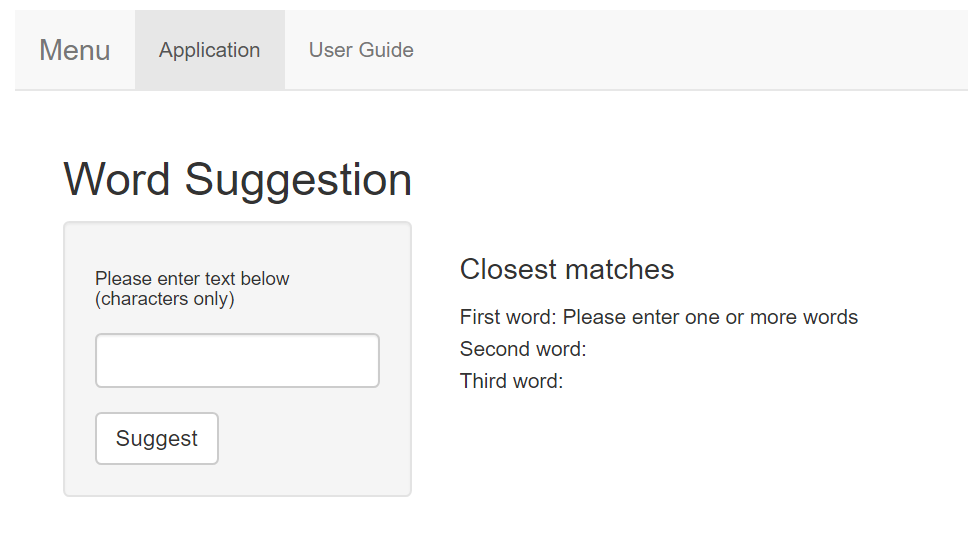 Menu Application User Guide
Word Suggestion
Please enter text below
(characters only)
Suggest
Closest matches
First word: Please enter one or more words
Second word:
Third word: